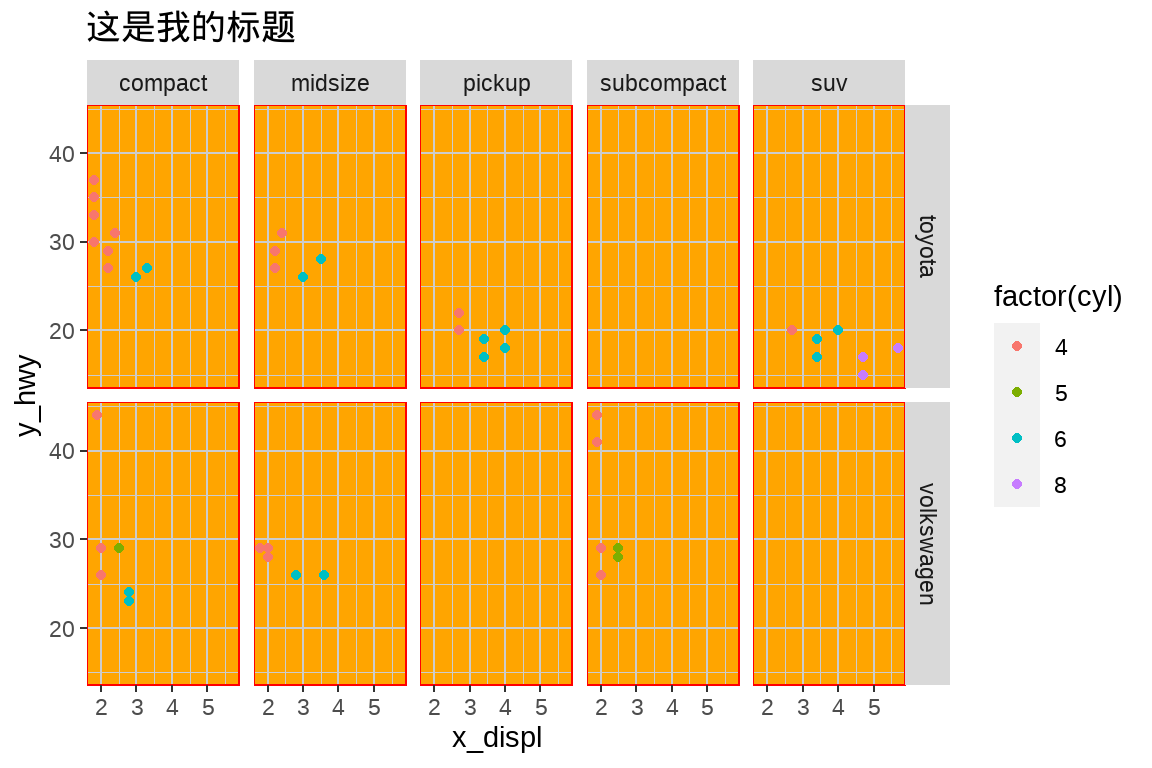 这是我的标题
compact midsize pickup subcompact suv
40
30
20
toyota
40
30
20
volkswagen
2 3 4 5 2 3 4 5 2 3 4 5 2 3 4 5 2 3 4 5
x_displ
y_hwy
factor(cyl)
4
5
6
8